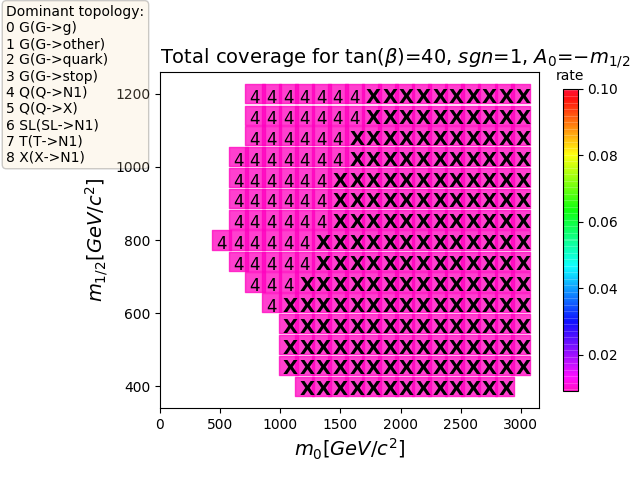 Dominant topology:
0 G(G->g)
1 G(G->other)
2 G(G->quark)
3 G(G->stop)
4 Q(Q->N1)
5 Q(Q->X)
6 SL(SL->N1)
7 T(T->N1)
8 X(X->N1)
Total coverage for tan(β)=40, sgn=1, A₀=−m₁/₂
rate
1200
1000
800
600
400
m₁/₂[GeV/c²]
4 4 4 4 4 4 4 X X X X X X X X X X
4 4 4 4 4 4 4 X X X X X X X X X X
4 4 4 4 4 4 X X X X X X X X X X X
4 4 4 4 4 4 4 X X X X X X X X X X X
4 4 4 4 4 4 X X X X X X X X X X X X
4 4 4 4 4 4 X X X X X X X X X X X X
4 4 4 4 4 4 X X X X X X X X X X X X
4 4 4 4 4 4 X X X X X X X X X X X X X
4 4 4 4 4 X X X X X X X X X X X X X
4 4 4 X X X X X X X X X X X X X X
4 X X X X X X X X X X X X X X X
X X X X X X X X X X X X X X X
X X X X X X X X X X X X X X X
X X X X X X X X X X X X X X X
X X X X X X X X X X X X X
0 500 1000 1500 2000 2500 3000
m₀[GeV/c²]
0.10
0.08
0.06
0.04
0.02